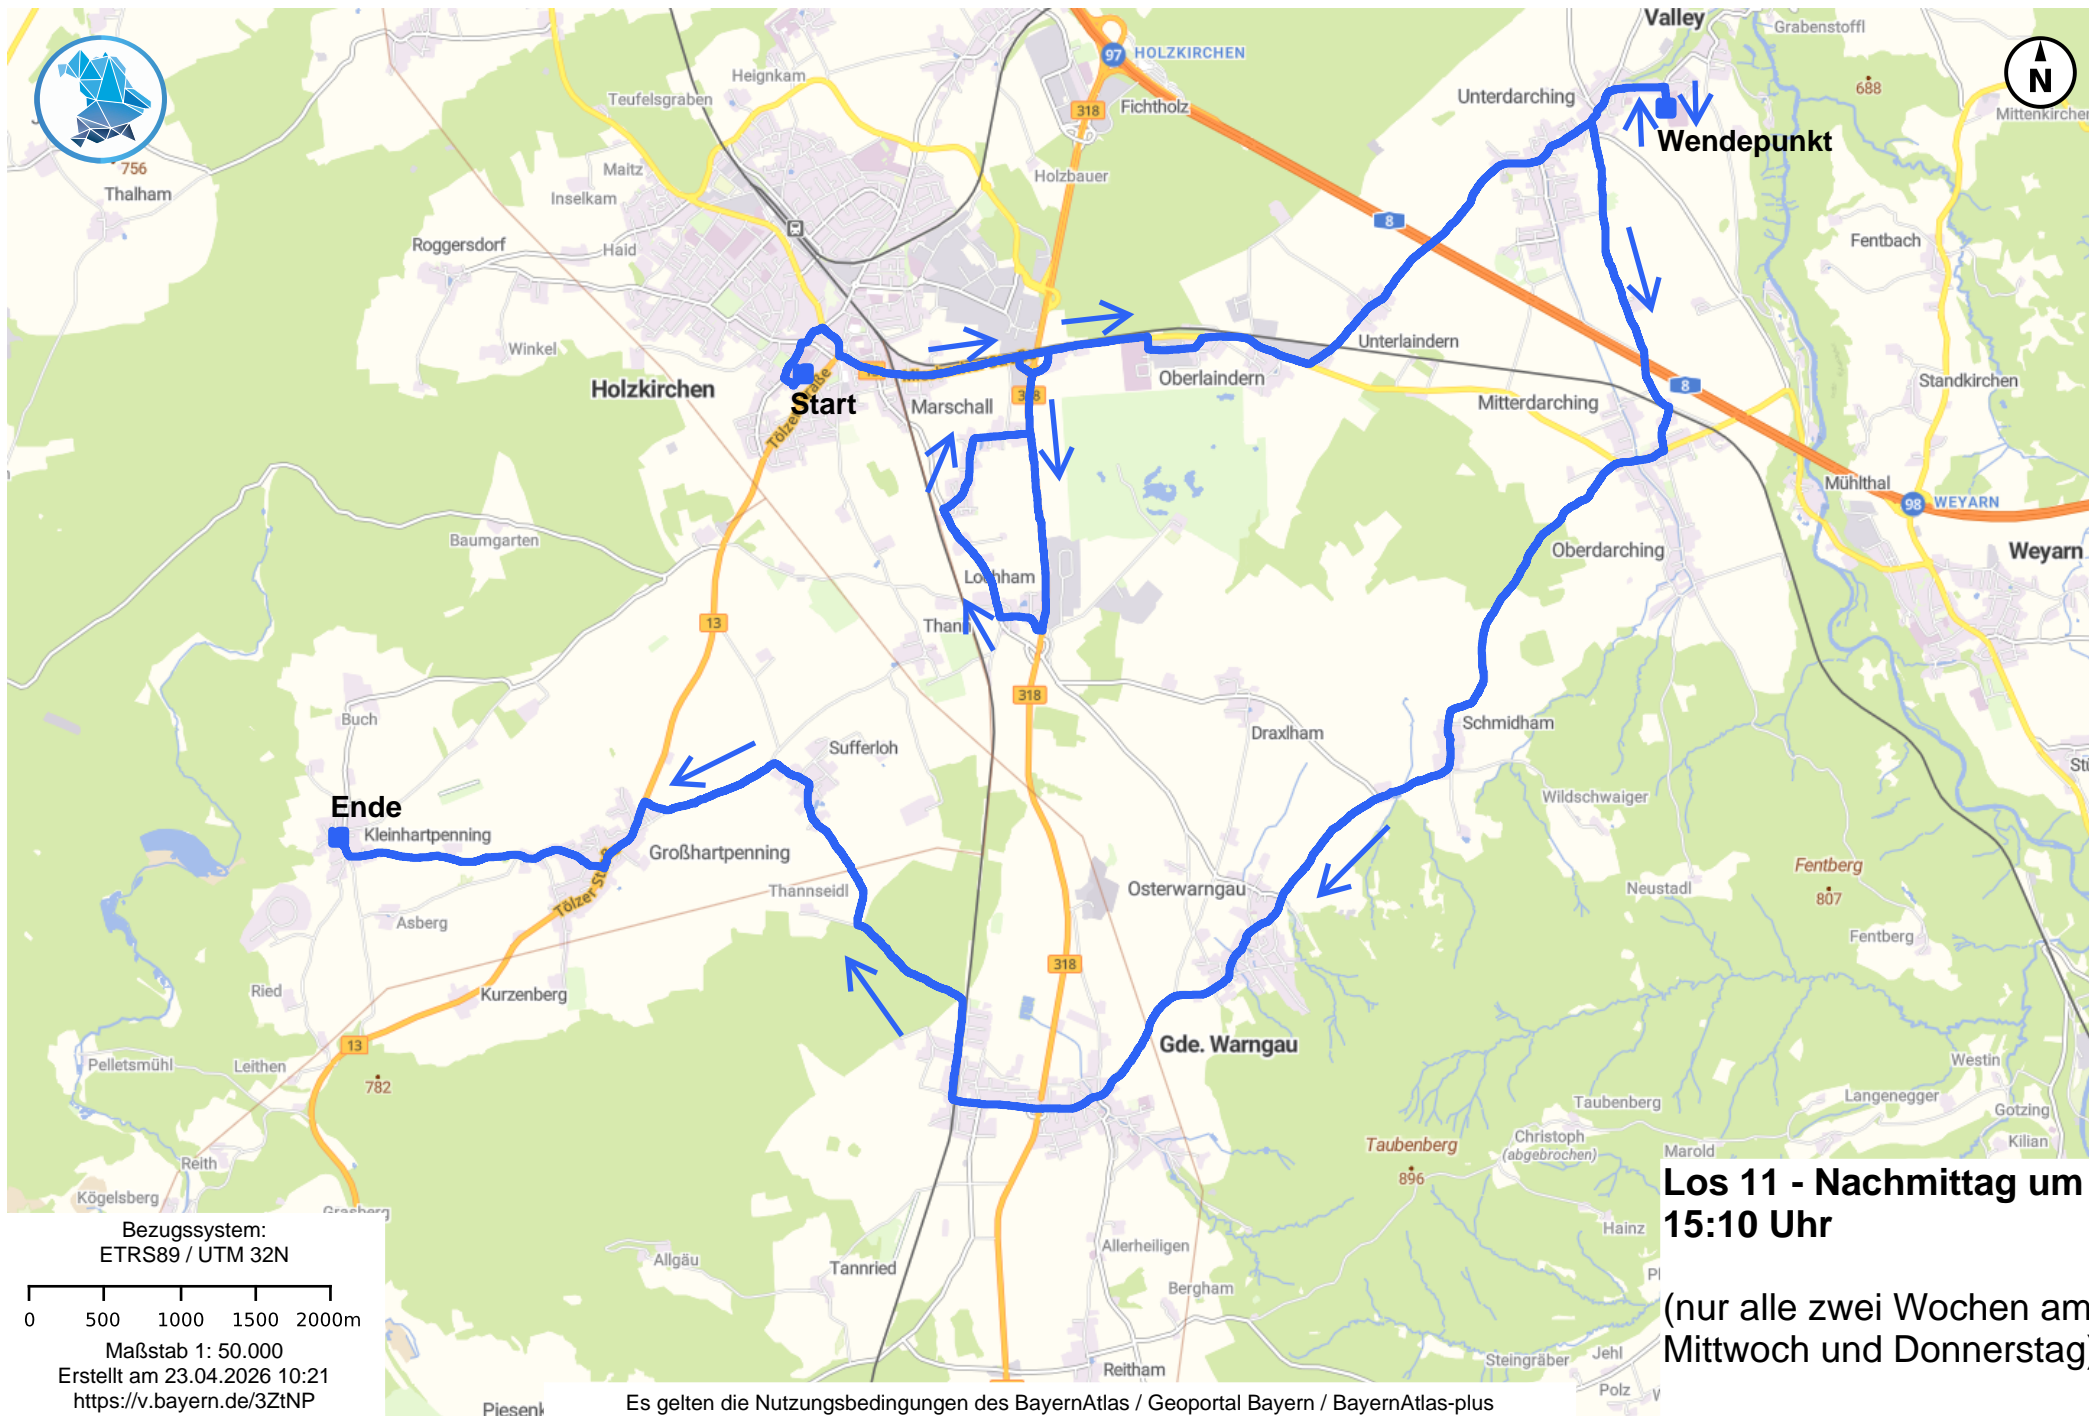 Valley
Grabenstoffl
97
HOLZKIRCHEN
Heignkam
Teufelsgraben
318
Fichtholz
Unterdarching
688
N
Mittenkirchen
Wendepunkt
756
Thalham
Maitz
Inselkam
Holzbauer
8
Roggersdorf
Haid
Fentbach
Winkel
Unterlaindern
Holzkirchen
Start
Marschall
318
Oberlaindern
8
Standkirchen
Mitterdarching
Tölzer Straße
Mühlthal
98
WEYARN
Baumgarten
Oberdarching
Weyarn
Lochham
13
Thann
318
Buch
Schmidham
Draxlham
Sufferloh
Wildschwaiger
Ende
Kleinhartpenning
Großhartpenning
Tölzer
Fentberg
807
Thannseidl
Osterwarngau
Neustadl
Asberg
Fentberg
318
Ried
Kurzenberg
13
Gde. Warngau
Pelletsmühl
Leithen
782
Westin
Langenegger
Taubenberg
Gotzing
Christoph
(abgebrochen)
Kilian
Taubenberg
896
Marold
Reith
Kögelsberg
Grasberg
Hainz
Allgäu
Tannried
Allerheiligen
Bergham
Reitham
Steingräber
Jehl
Polz
Los 11 - Nachmittag um
15:10 Uhr
(nur alle zwei Wochen am
Mittwoch und Donnerstag)
Bezugssystem:
ETRS89 / UTM 32N
0 500 1000 1500 2000m
Maßstab 1: 50.000
Erstellt am 23.04.2026 10:21
https://v.bayern.de/3ZtNP
Es gelten die Nutzungsbedingungen des BayernAtlas / Geoportal Bayern / BayernAtlas-plus